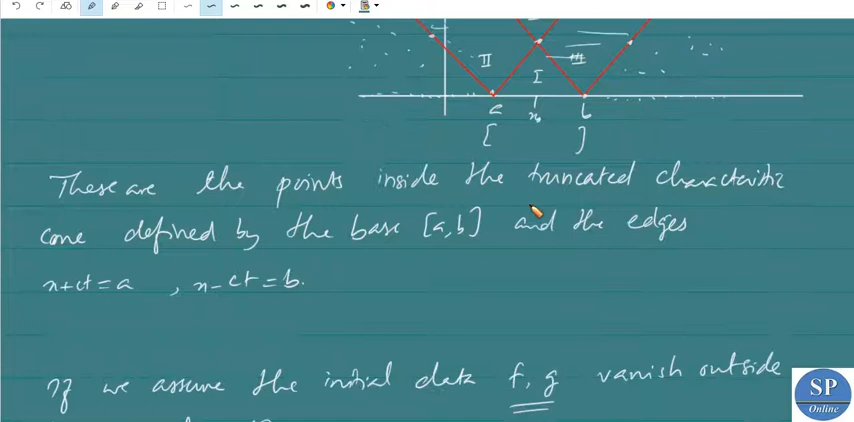 II III
I
a x₀ b
[ ]
These are the points inside the truncated characteristic
cone defined by the base [a,b] and the edges
x+ct=a , x-ct=b.
If we assume the initial data f, g vanish outside
SP
Online